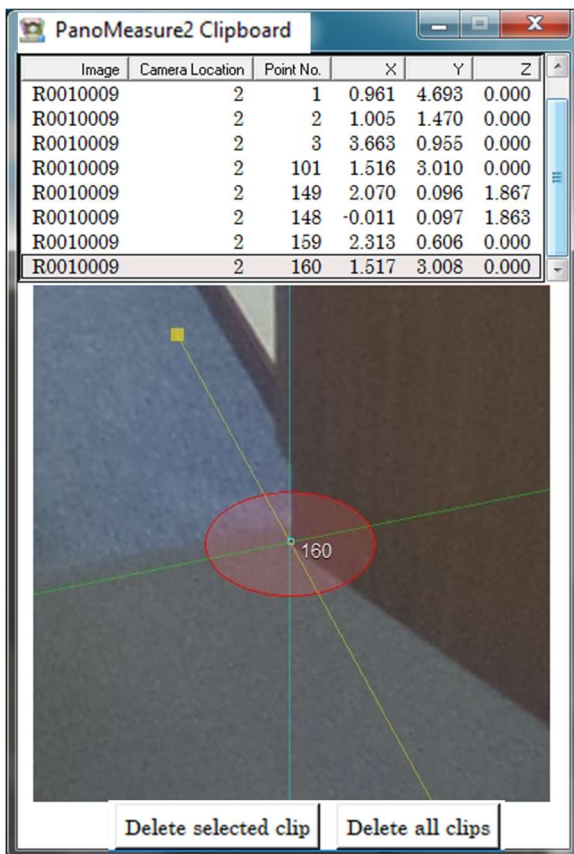 PanoMeasure2 Clipboard
Image Camera Location Point No. X Y Z
R0010009 2 1 0.961 4.693 0.000
R0010009 2 2 1.005 1.470 0.000
R0010009 2 3 3.663 0.955 0.000
R0010009 2 101 1.516 3.010 0.000
R0010009 2 149 2.070 0.096 1.867
R0010009 2 148 -0.011 0.097 1.863
R0010009 2 159 2.313 0.606 0.000
R0010009 2 160 1.517 3.008 0.000
160
Delete selected clip Delete all clips